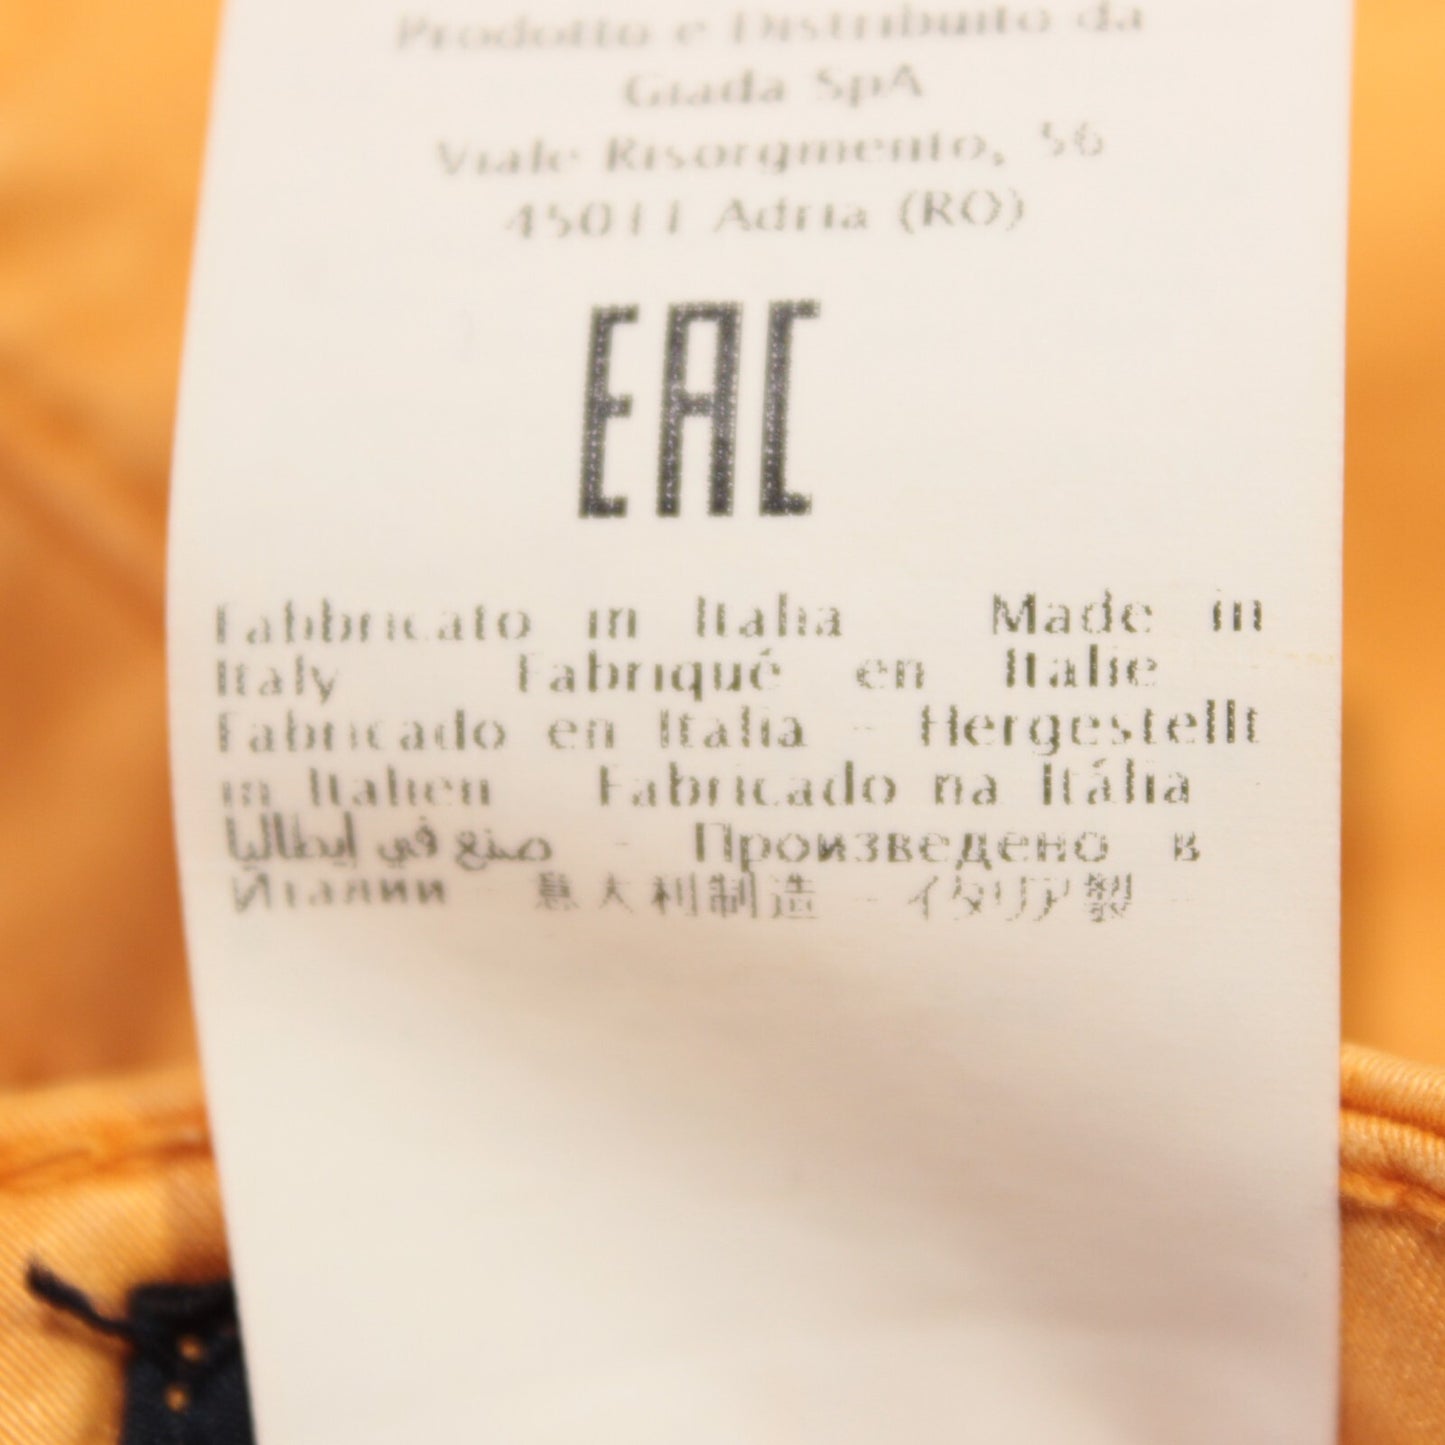 Prodotto e Distribuito da
Giada SpA
Viale Risorgimento, 56
45011 Adria (RO)
EAC
Fabbricato in Italia Made in
Italy Fabriqué en Italie
Fabricado en Italia - Hergestellt
in Italien Fabricado na Itália
صنع في إيطاليا - Произведено в
Италии 意大利制造 - イタリア製 -